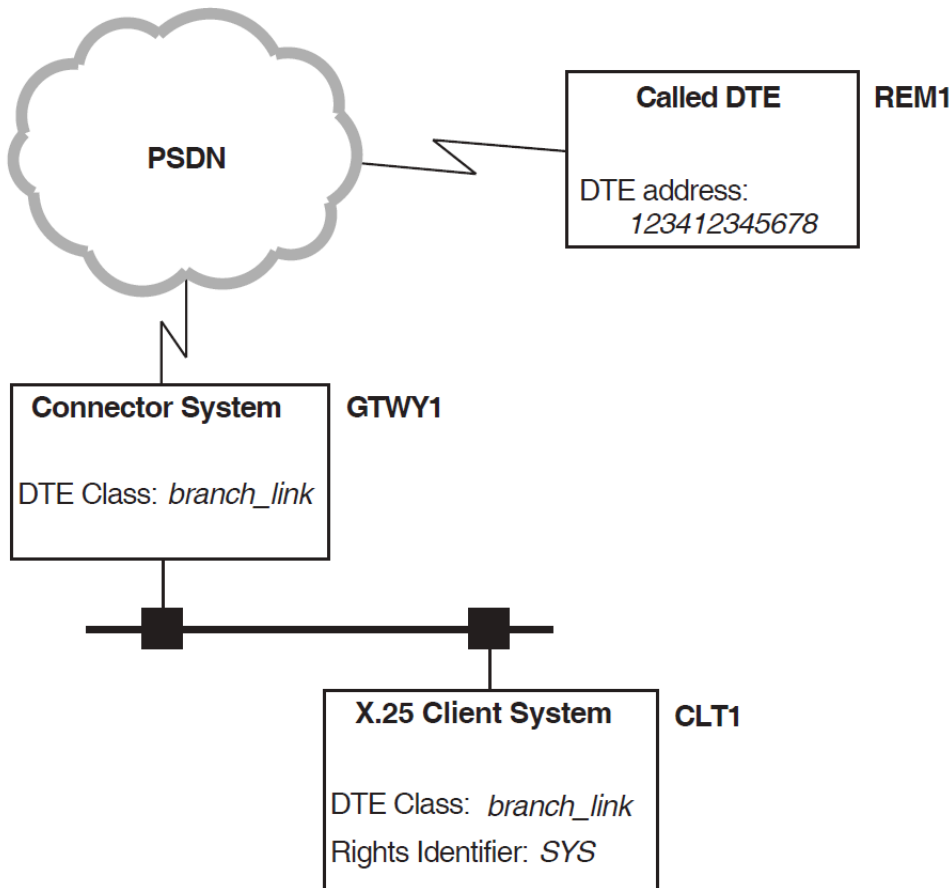 PSDN
Called DTE
REM1
DTE address:
123412345678
Connector System
GTWY1
DTE Class: branch_link
X.25 Client System
CLT1
DTE Class: branch_link
Rights Identifier: SYS